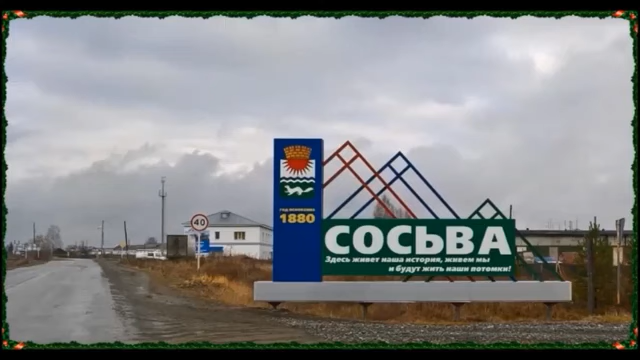 40
ГОД ОСНОВАНИЯ
1880
СОСЬВА
Здесь живет наша история, живем мы
и будут жить наши потомки!